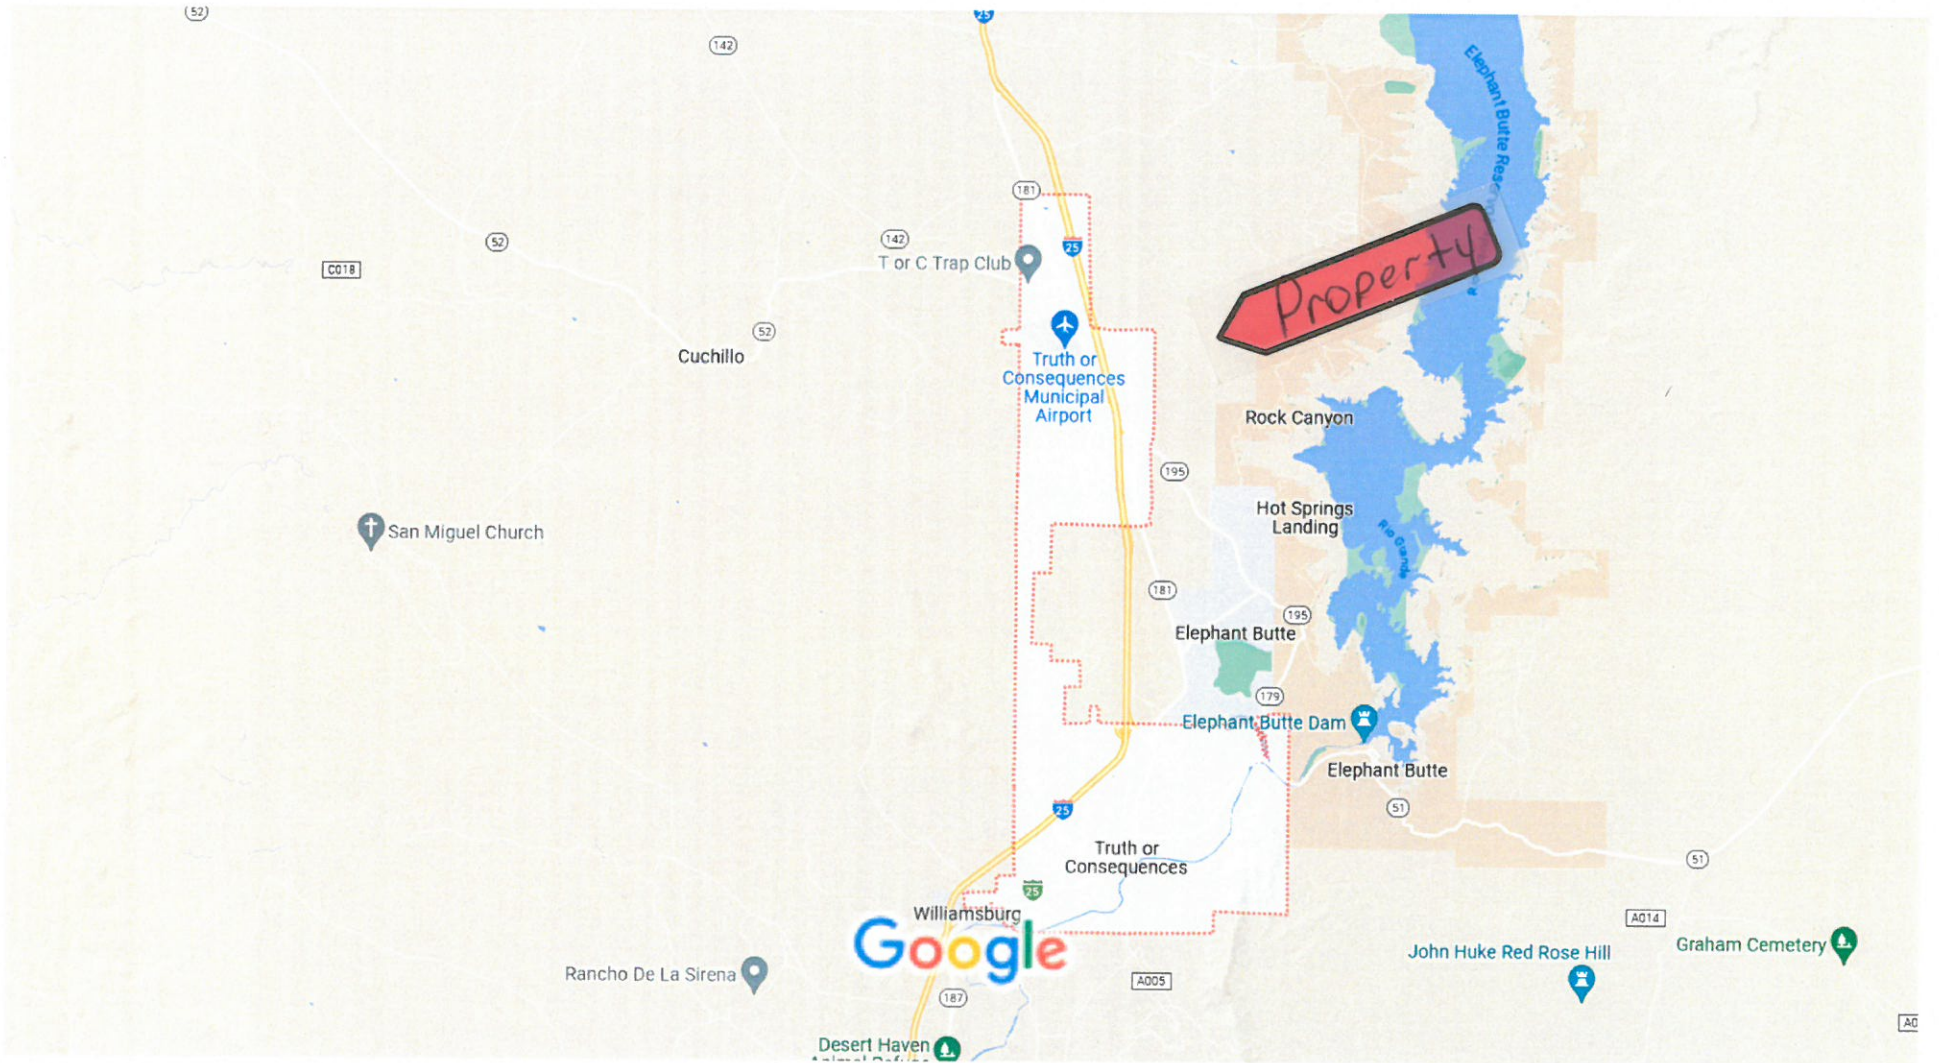 52
25
142
Elephant Butte Rese
181
52
142
25
C018
T or C Trap Club
Property
52
Cuchillo
Truth or
Consequences
Municipal
Airport
Rock Canyon
195
Hot Springs
Landing
San Miguel Church
Rio Grande
181
195
Elephant Butte
179
Elephant Butte Dam
Elephant Butte
51
25
Truth or
Consequences
51
25
Williamsburg
A014
Google
John Huke Red Rose Hill
Graham Cemetery
Rancho De La Sirena
A005
187
A0
Desert Haven